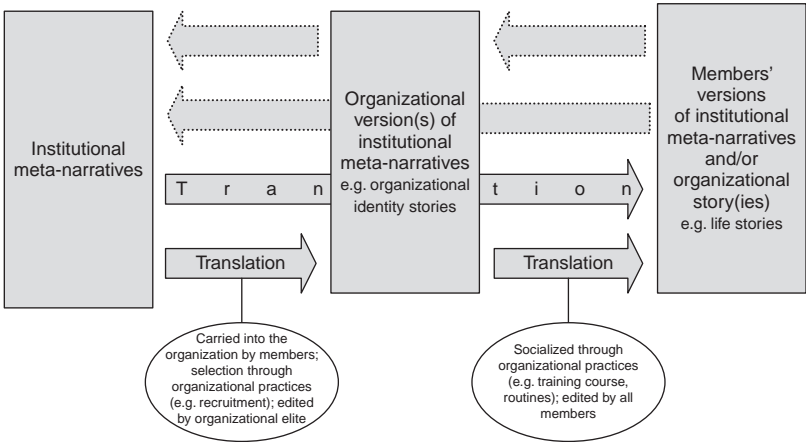 Institutional
meta-narratives
Organizational
version(s) of
institutional
meta-narratives
e.g. organizational
identity stories
Members'
versions
of institutional
meta-narratives
and/or
organizational
story(ies)
e.g. life stories
T r a n t i o n
Translation
Translation
Carried into the
organization by members;
selection through
organizational practices
(e.g. recruitment); edited
by organizational elite
Socialized through
organizational practices
(e.g. training course,
routines); edited by all
members